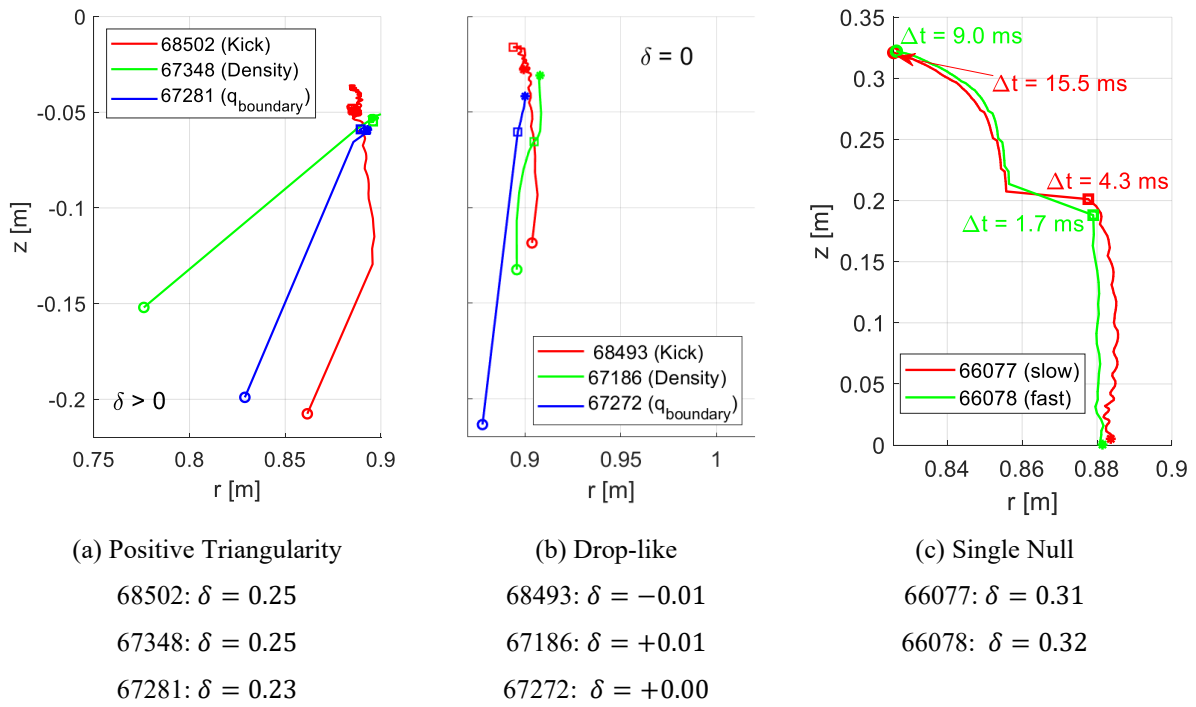 0
-0.05
-0.1
-0.15
-0.2
z [m]
0.75
0.8
0.85
0.9
r [m]
68502 (Kick)
67348 (Density)
67281 (q_boundary)
δ > 0
(a) Positive Triangularity
68502: δ = 0.25
67348: δ = 0.25
67281: δ = 0.23
δ = 0
68493 (Kick)
67186 (Density)
67272 (q_boundary)
0.9
0.95
1
r [m]
(b) Drop-like
68493: δ = −0.01
67186: δ = +0.01
67272: δ = +0.00
0.35
0.3
0.25
0.2
0.15
0.1
0.05
0
z [m]
Δt = 9.0 ms
Δt = 15.5 ms
Δt = 4.3 ms
Δt = 1.7 ms
66077 (slow)
66078 (fast)
0.84
0.86
0.88
0.9
r [m]
(c) Single Null
66077: δ = 0.31
66078: δ = 0.32